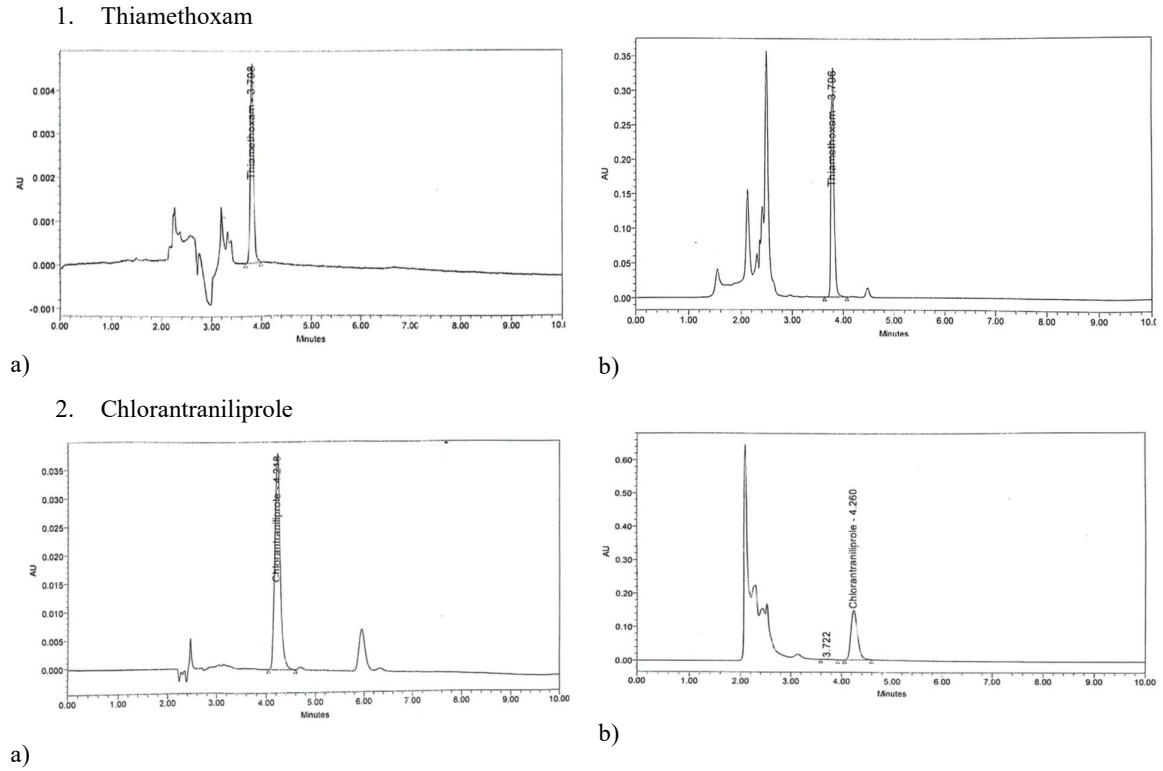 1. Thiamethoxam
0.004
0.003
0.002
0.001
0.000
-0.001
AU
Thiamethoxam - 3.798
0.00 1.00 2.00 3.00 4.00 5.00 6.00 7.00 8.00 9.00
Minutes
a)
0.35
0.30
0.25
0.20
0.15
0.10
0.05
0.00
AU
Thiamethoxam - 3.796
0.00 1.00 2.00 3.00 4.00 5.00 6.00 7.00 8.00 9.00 10.00
Minutes
b)
2. Chlorantraniliprole
0.035
0.030
0.025
0.020
0.015
0.010
0.005
0.000
AU
Chlorantraniliprole - 4.218
0.00 1.00 2.00 3.00 4.00 5.00 6.00 7.00 8.00 9.00 10.00
Minutes
a)
0.60
0.50
0.40
0.30
0.20
0.10
0.00
AU
3.722
Chlorantraniliprole - 4.260
0.00 1.00 2.00 3.00 4.00 5.00 6.00 7.00 8.00 9.00 10.00
Minutes
b)